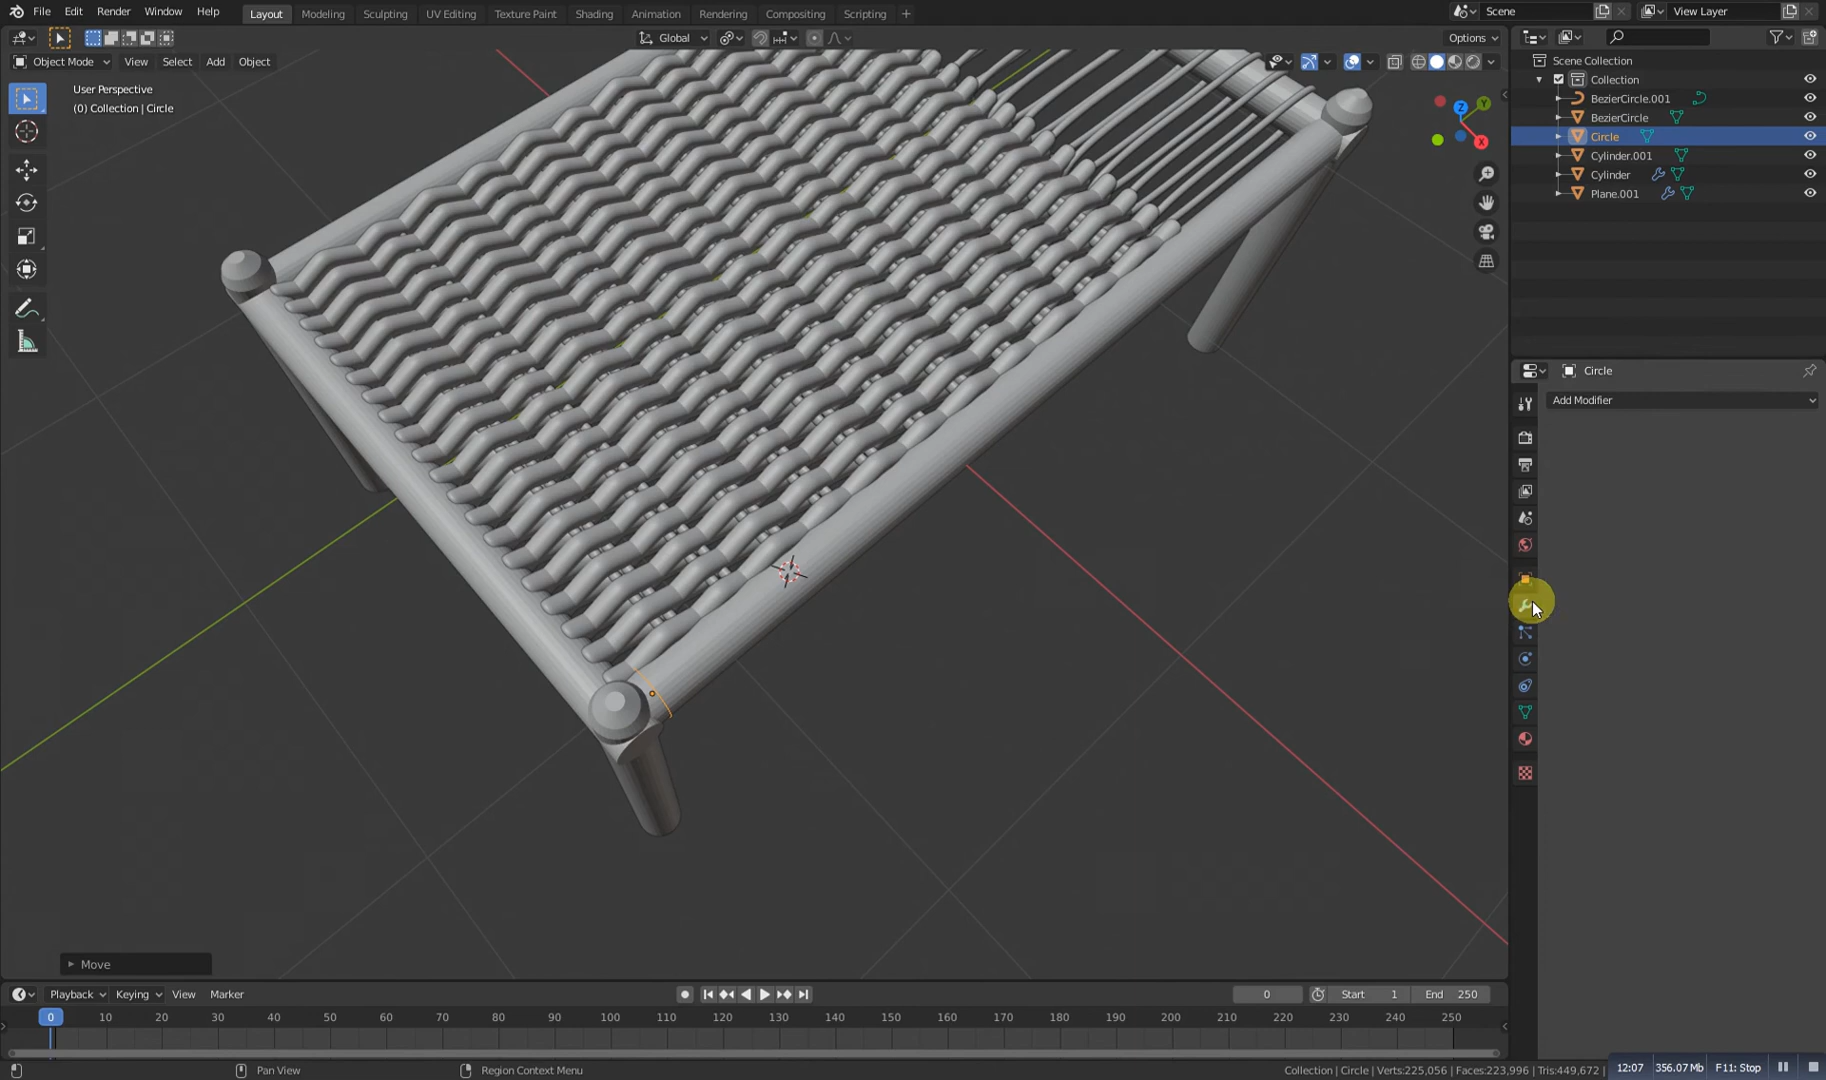 File Edit Render Window Help Layout Modeling Sculpting UV Editing Texture Paint Shading Animation Rendering Compositing Scripting + Scene View Layer
Global Options
Object Mode View Select Add Object
User Perspective
(0) Collection | Circle
Z Y X
Scene Collection
Collection
BezierCircle.001
BezierCircle
Circle
Cylinder.001
Cylinder
Plane.001
Circle
Add Modifier
Move
Playback Keying View Marker 0 Start 1 End 250
0 10 20 30 40 50 60 70 80 90 100 110 120 130 140 150 160 170 180 190 200 210 220 230 240 250
Pan View Region Context Menu Collection | Circle | Verts:225,056 | Faces:223,996 | Tris:449,672 | 12:07 356.07 Mb F11: Stop